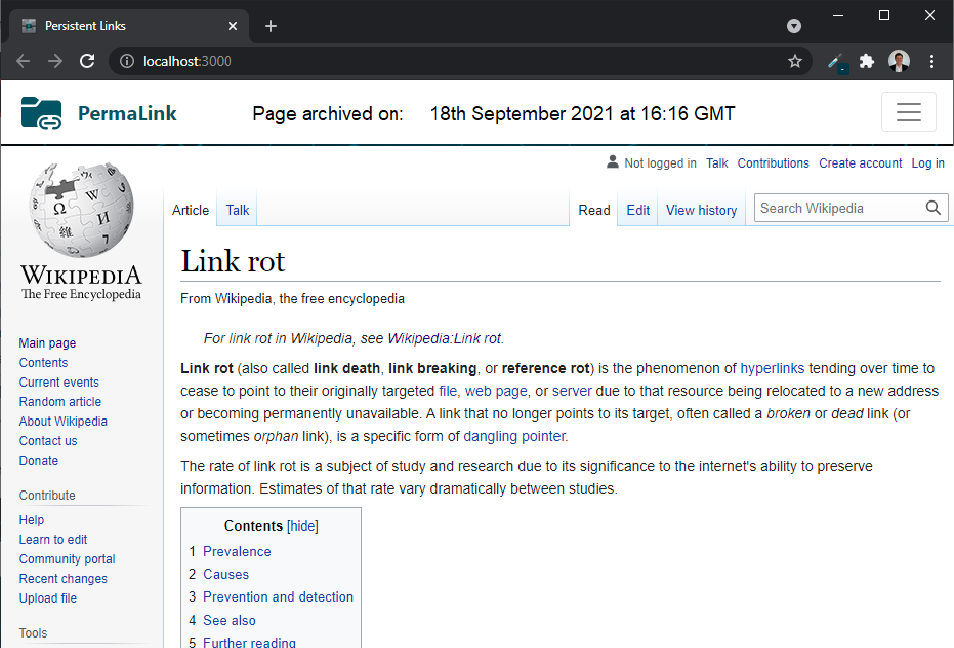 Persistent Links
localhost:3000
PermaLink
Page archived on: 18th September 2021 at 16:16 GMT
Not logged in Talk Contributions Create account Log in
Article Talk Read Edit View history Search Wikipedia
WIKIPEDIA
The Free Encyclopedia
Main page
Contents
Current events
Random article
About Wikipedia
Contact us
Donate
Contribute
Help
Learn to edit
Community portal
Recent changes
Upload file
Tools
Link rot
From Wikipedia, the free encyclopedia
For link rot in Wikipedia, see Wikipedia:Link rot.
Link rot (also called link death, link breaking, or reference rot) is the phenomenon of hyperlinks tending over time to
cease to point to their originally targeted file, web page, or server due to that resource being relocated to a new address
or becoming permanently unavailable. A link that no longer points to its target, often called a broken or dead link (or
sometimes orphan link), is a specific form of dangling pointer.
The rate of link rot is a subject of study and research due to its significance to the internet's ability to preserve
information. Estimates of that rate vary dramatically between studies.
Contents [hide]
1 Prevalence
2 Causes
3 Prevention and detection
4 See also
5 Further reading